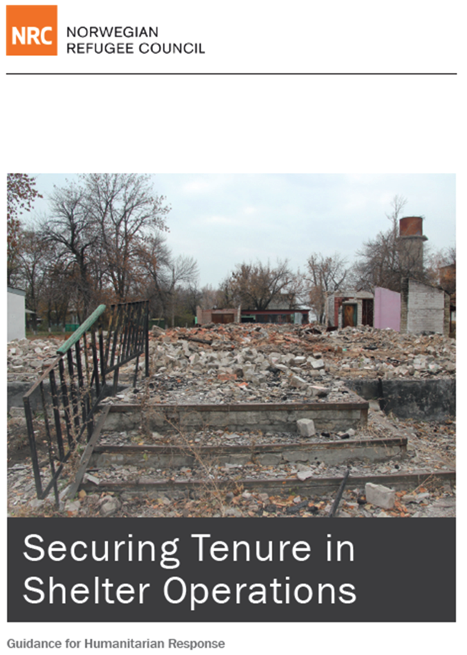 NRC
NORWEGIAN
REFUGEE COUNCIL
Securing Tenure in
Shelter Operations
Guidance for Humanitarian Response